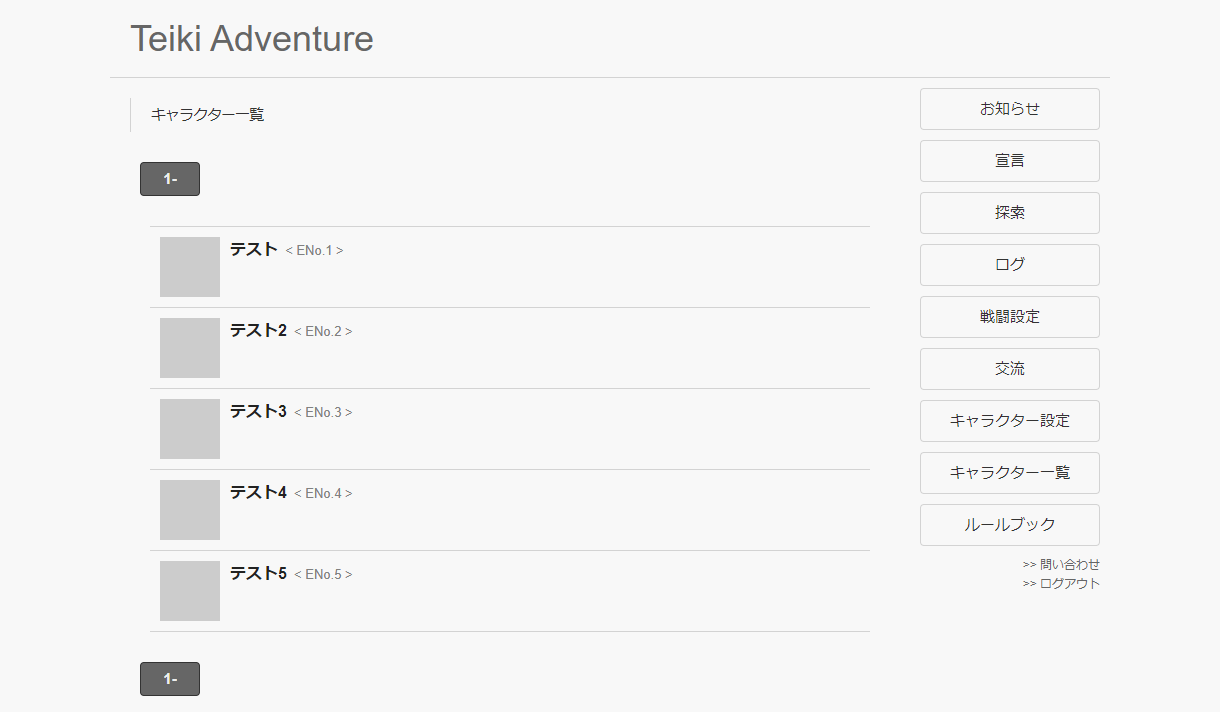 Teiki Adventure
キャラクター一覧
1-
テスト < ENo.1 >
テスト2 < ENo.2 >
テスト3 < ENo.3 >
テスト4 < ENo.4 >
テスト5 < ENo.5 >
1-
お知らせ
宣言
探索
ログ
戦闘設定
交流
キャラクター設定
キャラクター一覧
ルールブック
>> 問い合わせ
>> ログアウト